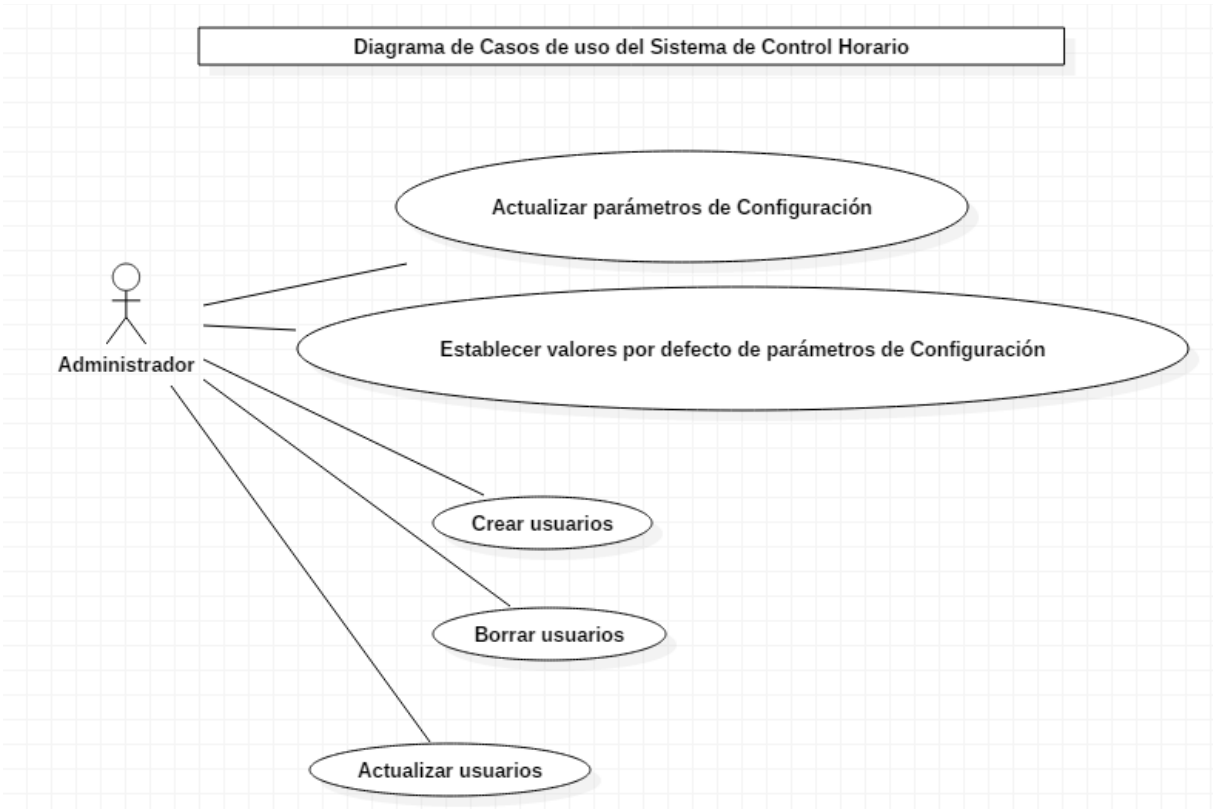 Diagrama de Casos de uso del Sistema de Control Horario
Actualizar parámetros de Configuración
Establecer valores por defecto de parámetros de Configuración
Administrador
Crear usuarios
Borrar usuarios
Actualizar usuarios